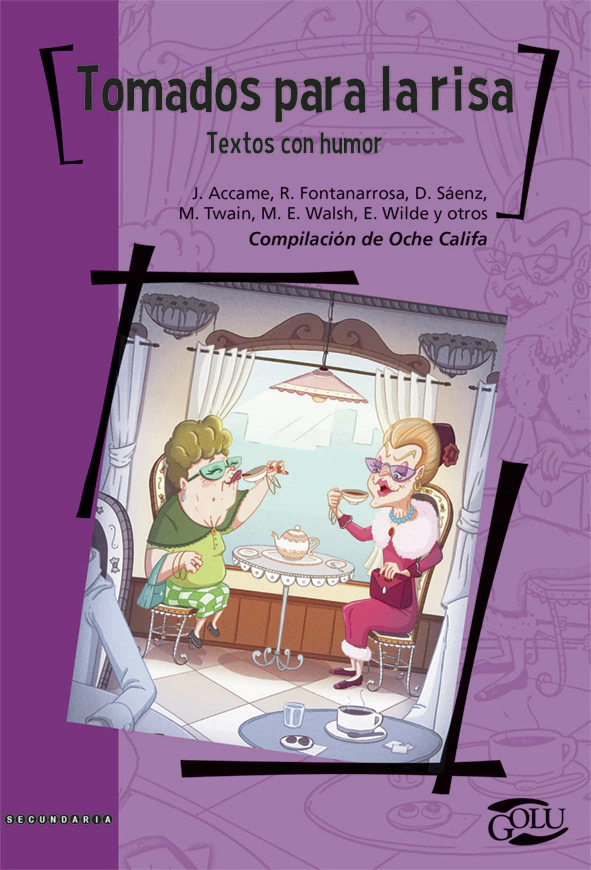 Tomados para la risa
Textos con humor
J. Accame, R. Fontanarrosa, D. Sáenz,
M. Twain, M. E. Walsh, E. Wilde y otros
Compilación de Oche Califa
SECUNDARIA
GOLU